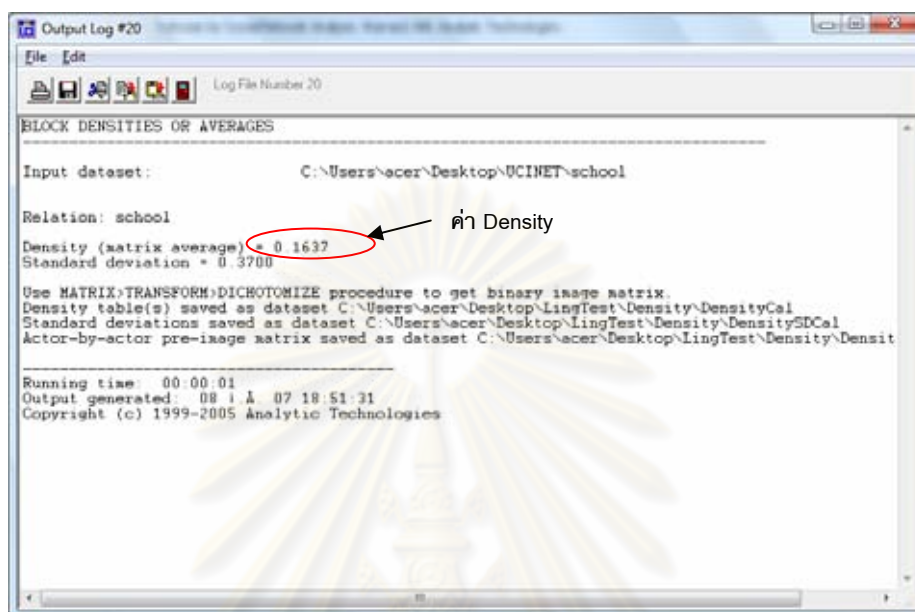 Output Log #20
File Edit
Log File Number 20
BLOCK DENSITIES OR AVERAGES
Input dataset: C:\Users\acer\Desktop\UCINET\school
Relation: school
ค่า Density
Density (matrix average) = 0.1637
Standard deviation = 0.3700
Use MATRIX>TRANSFORM>DICHOTOMIZE procedure to get binary image matrix.
Density table(s) saved as dataset C:\Users\acer\Desktop\LingTest\Density\DensityCal
Standard deviations saved as dataset C:\Users\acer\Desktop\LingTest\Density\DensitySDCal
Actor-by-actor pre-image matrix saved as dataset C:\Users\acer\Desktop\LingTest\Density\Densit
Running time: 00:00:01
Output generated: 08 ì.Â. 07 18:51:31
Copyright (c) 1999-2005 Analytic Technologies